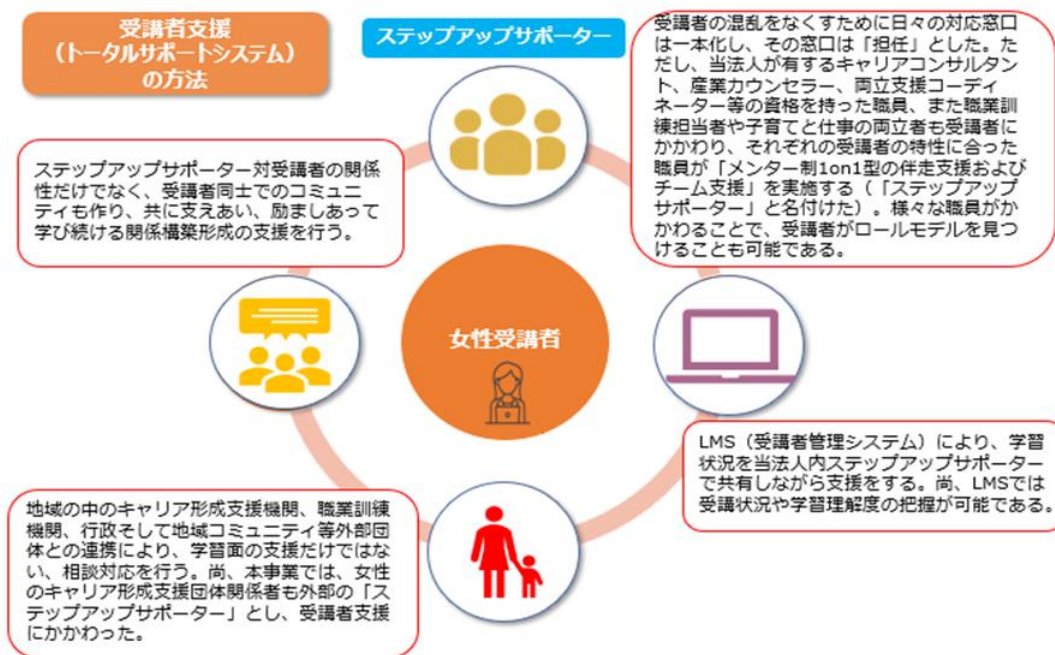 受講者支援
（トータルサポートシステム）
の方法
ステップアップサポーター
受講者の混乱をなくすために日々の対応窓口
は一本化し、その窓口は「担任」とした。た
だし、当法人が有するキャリアコンサルタン
ト、産業カウンセラー、両立支援コーディ
ネーター等の資格を持った職員、また職業訓
練担当者や子育てと仕事の両立者も受講者に
かかわり、それぞれの受講者の特性に合った
職員が「メンター制1on1型の伴走支援および
チーム支援」を実施する（「ステップアップ
サポーター」と名付けた）。様々な職員がか
かわることで、受講者がロールモデルを見つ
けることも可能である。
ステップアップサポーター対受講者の関係
性だけでなく、受講者同士でのコミュニ
ティも作り、共に支えあい、励ましあって
学び続ける関係構築形成の支援を行う。
女性受講者
LMS（受講者管理システム）により、学習
状況を当法人内ステップアップサポーター
で共有しながら支援をする。尚、LMSでは
受講状況や学習理解度の把握が可能である。
地域の中のキャリア形成支援機関、職業訓練
機関、行政そして地域コミュニティ等外部団
体との連携により、学習面の支援だけではな
い、相談対応を行う。尚、本事業では、女性
のキャリア形成支援団体関係者も外部の「ス
テップアップサポーター」とし、受講者支援
にかかわった。